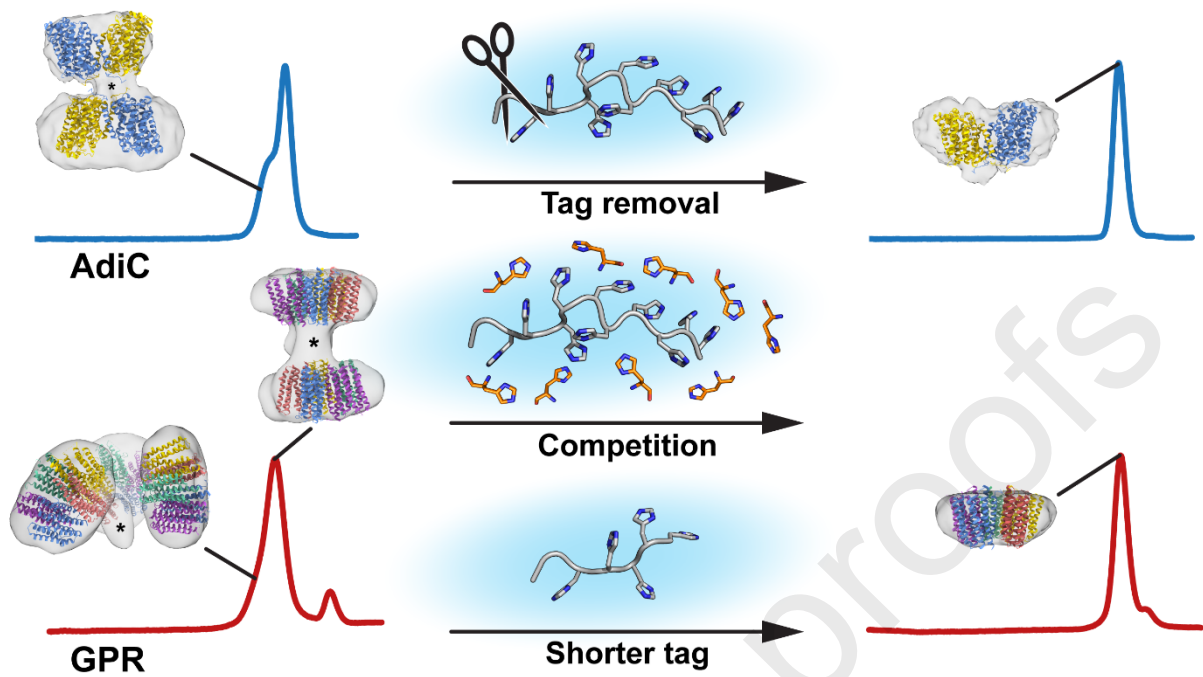 Tag removal
AdiC
Competition
GPR
Shorter tag
proofs